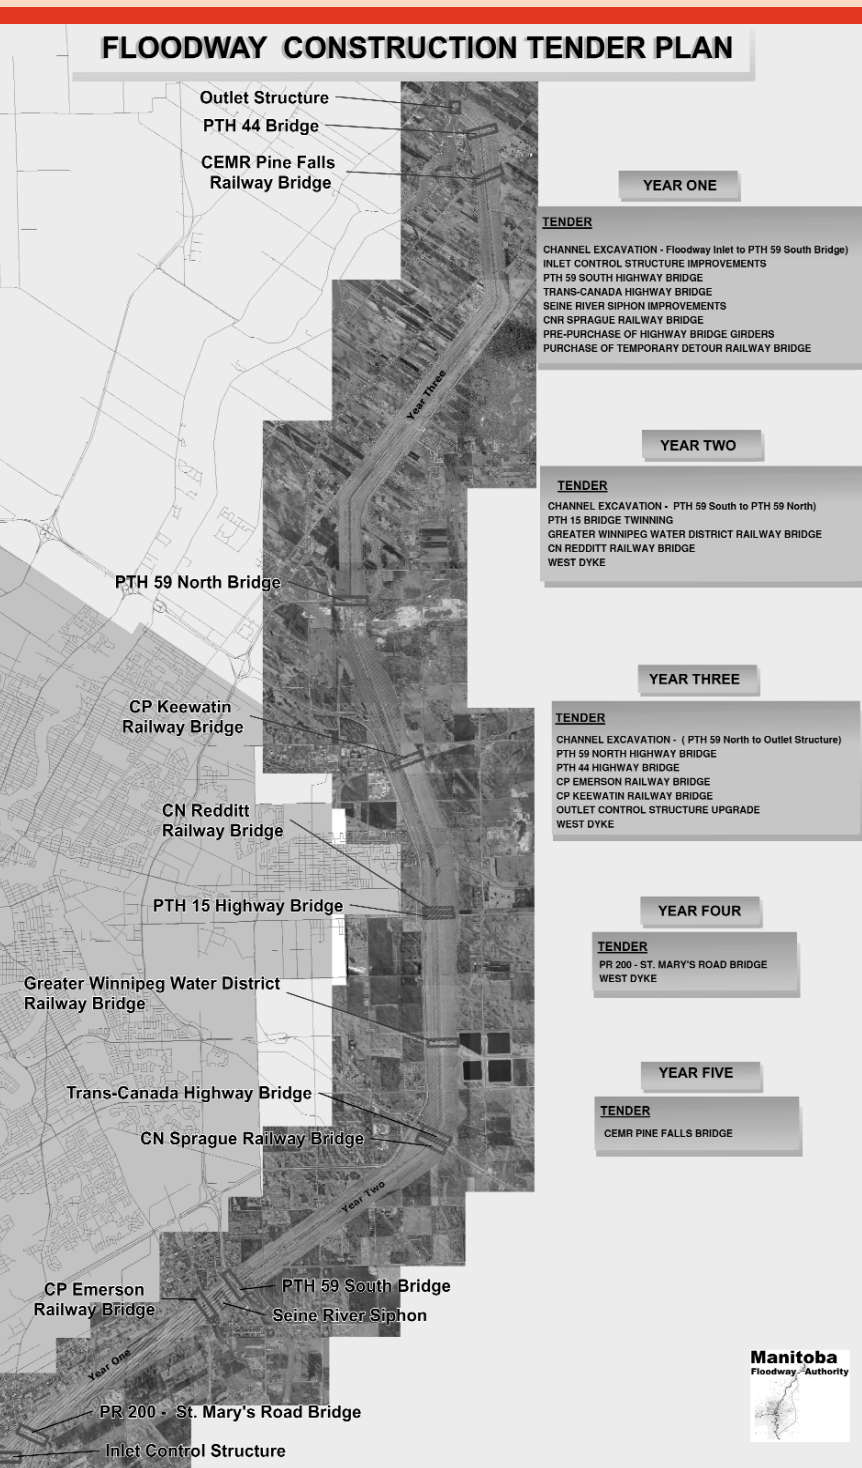 FLOODWAY CONSTRUCTION TENDER PLAN
Outlet Structure
PTH 44 Bridge
CEMR Pine Falls
Railway Bridge
Year Three
PTH 59 North Bridge
CP Keewatin
Railway Bridge
CN Redditt
Railway Bridge
PTH 15 Highway Bridge
Greater Winnipeg Water District
Railway Bridge
Trans-Canada Highway Bridge
CN Sprague Railway Bridge
Year Two
CP Emerson
Railway Bridge
PTH 59 South Bridge
Seine River Siphon
Year One
PR 200 - St. Mary's Road Bridge
Inlet Control Structure
YEAR ONE
TENDER
CHANNEL EXCAVATION - Floodway Inlet to PTH 59 South Bridge)
INLET CONTROL STRUCTURE IMPROVEMENTS
PTH 59 SOUTH HIGHWAY BRIDGE
TRANS-CANADA HIGHWAY BRIDGE
SEINE RIVER SIPHON IMPROVEMENTS
CNR SPRAGUE RAILWAY BRIDGE
PRE-PURCHASE OF HIGHWAY BRIDGE GIRDERS
PURCHASE OF TEMPORARY DETOUR RAILWAY BRIDGE
YEAR TWO
TENDER
CHANNEL EXCAVATION - PTH 59 South to PTH 59 North)
PTH 15 BRIDGE TWINNING
GREATER WINNIPEG WATER DISTRICT RAILWAY BRIDGE
CN REDDITT RAILWAY BRIDGE
WEST DYKE
YEAR THREE
TENDER
CHANNEL EXCAVATION - ( PTH 59 North to Outlet Structure)
PTH 59 NORTH HIGHWAY BRIDGE
PTH 44 HIGHWAY BRIDGE
CP EMERSON RAILWAY BRIDGE
CP KEEWATIN RAILWAY BRIDGE
OUTLET CONTROL STRUCTURE UPGRADE
WEST DYKE
YEAR FOUR
TENDER
PR 200 - ST. MARY'S ROAD BRIDGE
WEST DYKE
YEAR FIVE
TENDER
CEMR PINE FALLS BRIDGE
Manitoba
Floodway Authority